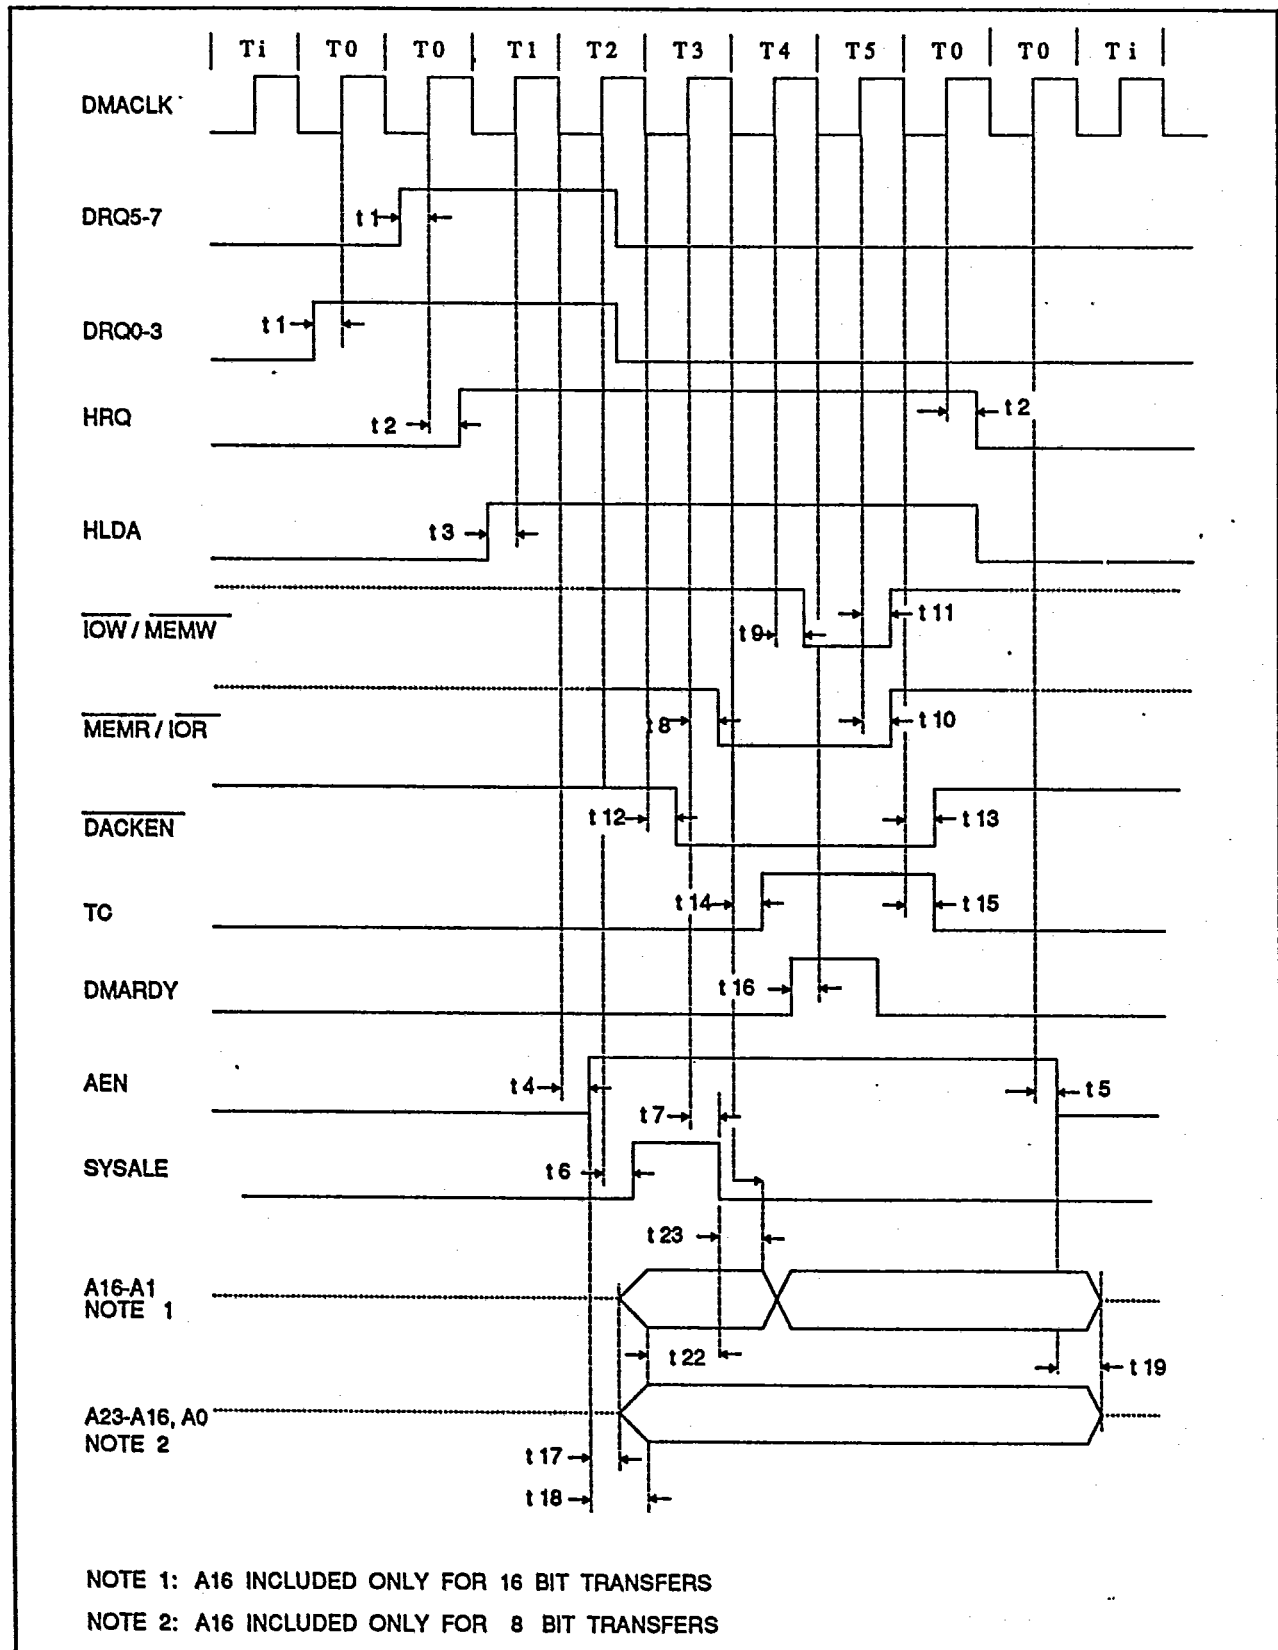 Ti T0 T0 T1 T2 T3 T4 T5 T0 T0 Ti
DMACLK
DRQ5-7
t1
DRQ0-3
t1
HRQ
t2
t2
HLDA
t3
IOW / MEMW
t9
t11
MEMR / IOR
t8
t10
DACKEN
t12
t13
TC
t14
t15
DMARDY
t16
AEN
t4
t5
t7
SYSALE
t6
t23
A16-A1
NOTE 1
t22
t19
A23-A16, A0
NOTE 2
t17
t18
NOTE 1: A16 INCLUDED ONLY FOR 16 BIT TRANSFERS
NOTE 2: A16 INCLUDED ONLY FOR 8 BIT TRANSFERS